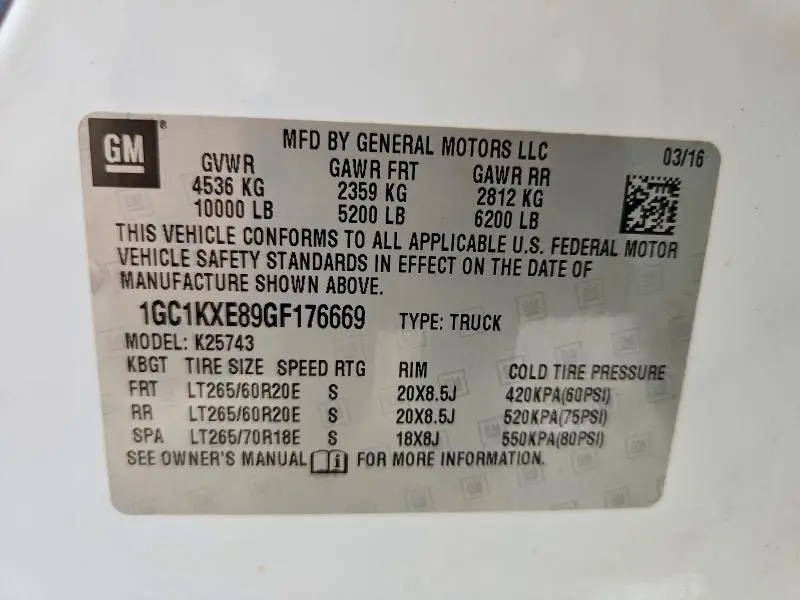 GM® MFD BY GENERAL MOTORS LLC 03/16
GVWR GAWR FRT GAWR RR
4536 KG 2359 KG 2812 KG
10000 LB 5200 LB 6200 LB
THIS VEHICLE CONFORMS TO ALL APPLICABLE U.S. FEDERAL MOTOR
VEHICLE SAFETY STANDARDS IN EFFECT ON THE DATE OF
MANUFACTURE SHOWN ABOVE.
1GC1KXE89GF176669 TYPE: TRUCK
MODEL: K25743
KBGT TIRE SIZE SPEED RTG RIM COLD TIRE PRESSURE
FRT LT265/60R20E S 20X8.5J 420KPA(60PSI)
RR LT265/60R20E S 20X8.5J 520KPA(75PSI)
SPA LT265/70R18E S 18X8J 550KPA(80PSI)
SEE OWNER'S MANUAL i FOR MORE INFORMATION.